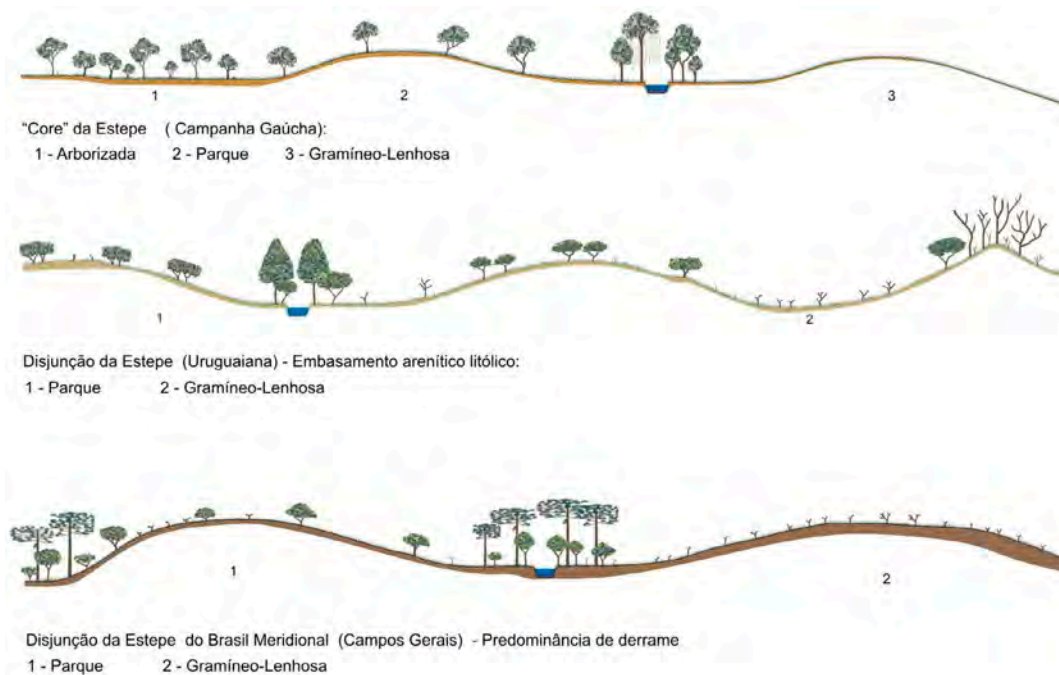 1 2 3
"Core" da Estepe ( Campanha Gaúcha):
1 - Arborizada 2 - Parque 3 - Gramíneo-Lenhosa
1 2
Disjunção da Estepe (Uruguaiana) - Embasamento arenítico litólico:
1 - Parque 2 - Gramíneo-Lenhosa
1 2
Disjunção da Estepe do Brasil Meridional (Campos Gerais) - Predominância de derrame
1 - Parque 2 - Gramíneo-Lenhosa